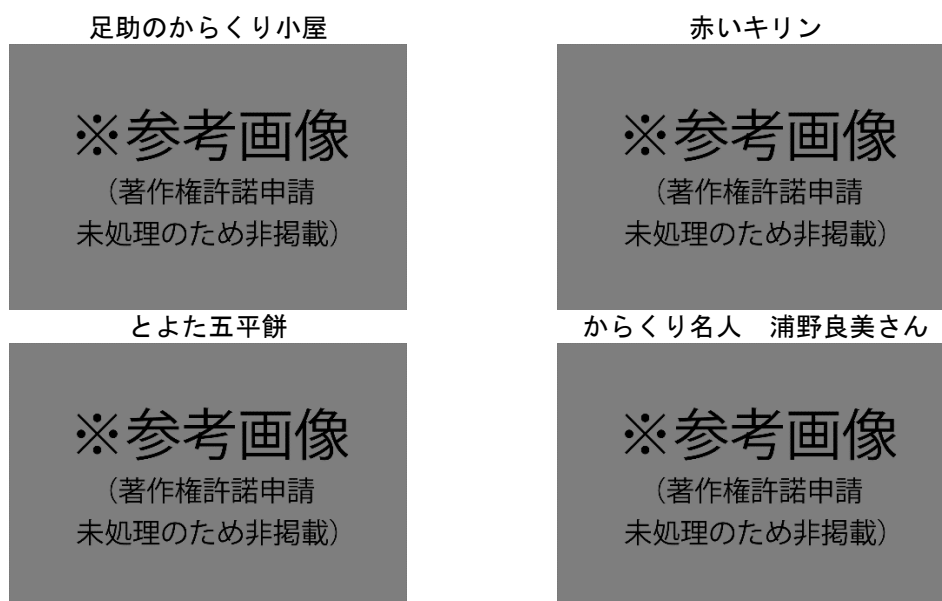 足助のからくり小屋
赤いキリン
※参考画像
(著作権許諾申請
未処理のため非掲載)
※参考画像
(著作権許諾申請
未処理のため非掲載)
とよた五平餅
からくり名人　浦野良美さん
※参考画像
(著作権許諾申請
未処理のため非掲載)
※参考画像
(著作権許諾申請
未処理のため非掲載)